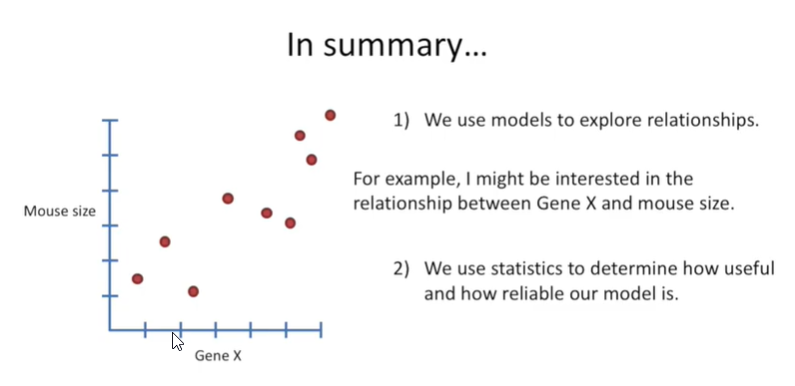 In summary...
1) We use models to explore relationships.
For example, I might be interested in the
relationship between Gene X and mouse size.
2) We use statistics to determine how useful
and how reliable our model is.
Mouse size
Gene X